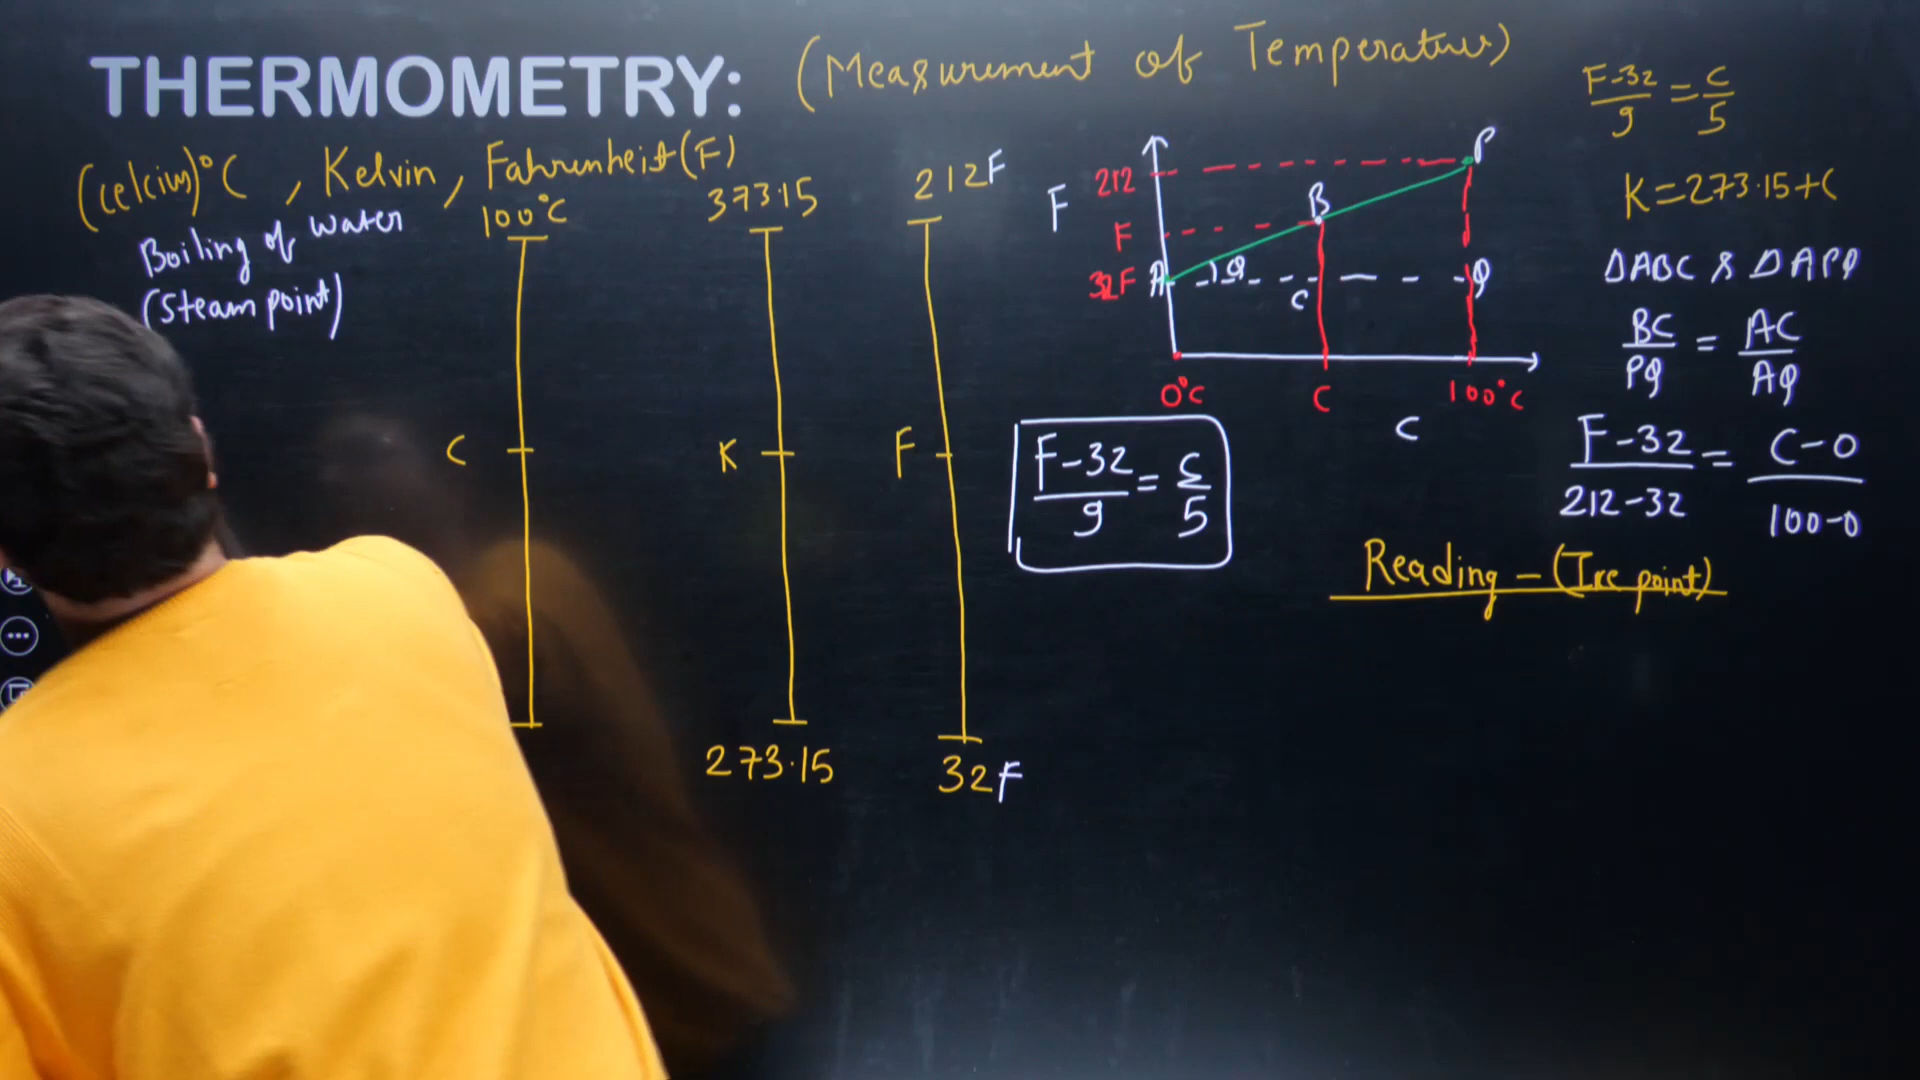 THERMOMETRY: (Measurement of Temperature)
(Celcius)°C , Kelvin , Fahrenheit (F)
Boiling of water
(Steam point)
100°C
C
373.15
K
273.15
212F
F
32F
F
212
F
32F
A
B
P
θ
C
Q
0°C
C
100°C
C
F-32/9 = C/5
F-32/9 = C/5
K=273.15+C
ΔABC & ΔAPQ
BC/PQ = AC/AQ
F-32/212-32 = C-0/100-0
Reading - (Ice point)